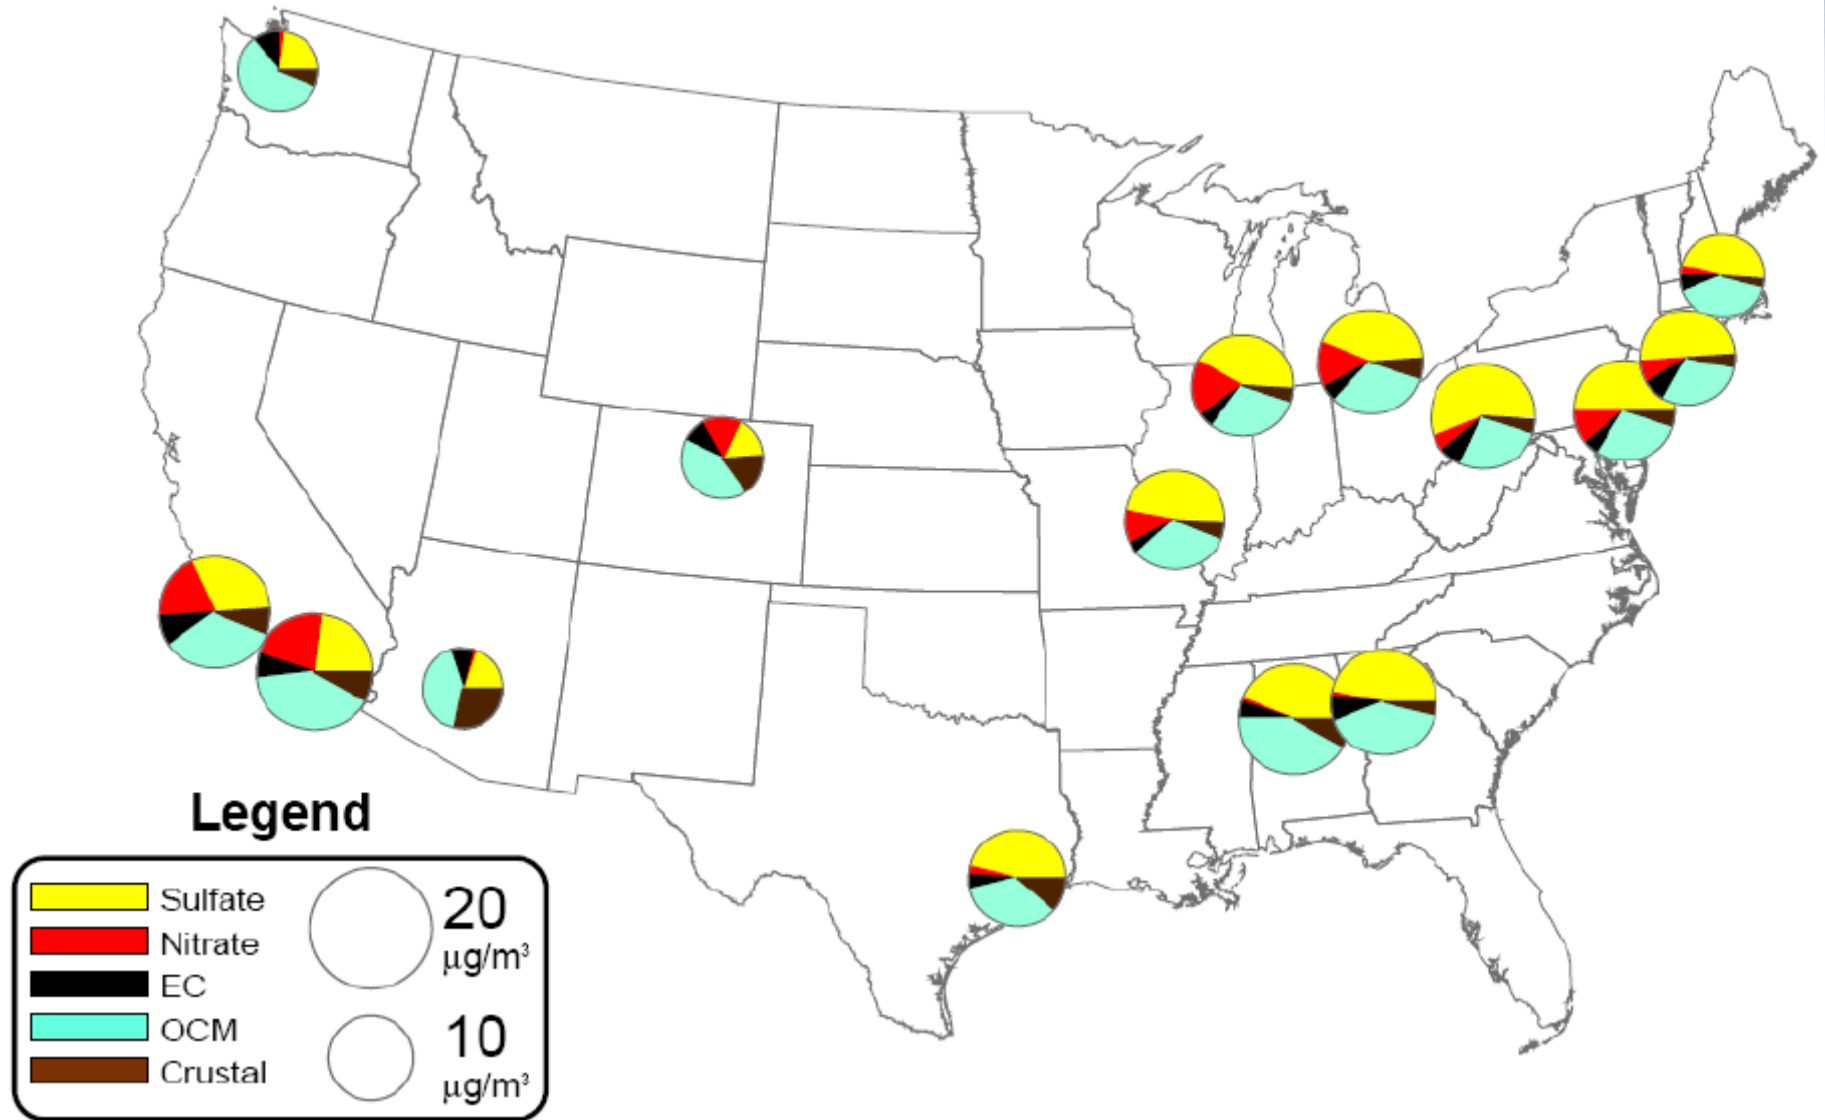 Legend
Sulfate
Nitrate
EC
OCM
Crustal
20
µg/m³
10
µg/m³